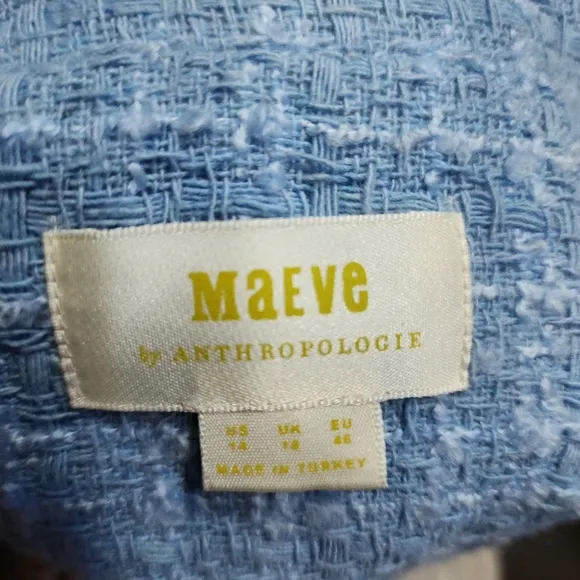 MaEve
by ANTHROPOLOGIE
US UK EU
14 18 46
MADE IN TURKEY